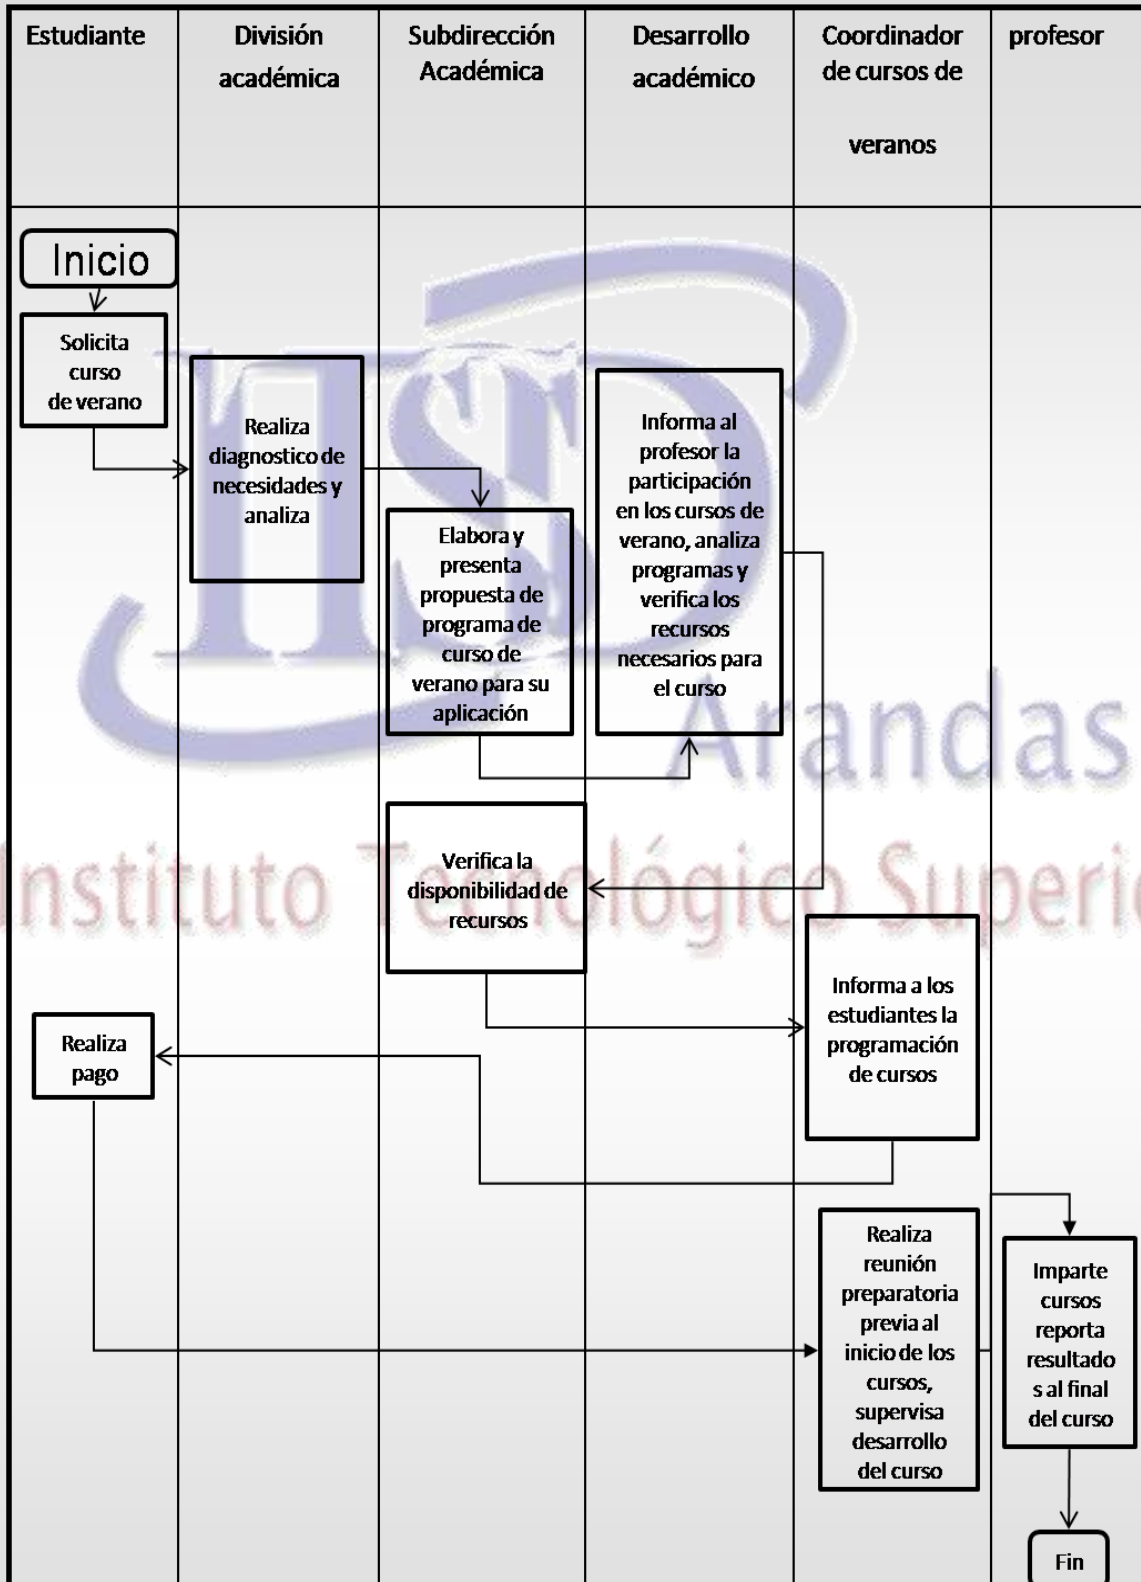 Estudiante
División
académica
Subdirección
Académica
Desarrollo
académico
Coordinador
de cursos de
veranos
profesor
Inicio
Solicita
curso
de verano
Realiza
diagnostico de
necesidades y
analiza
Elabora y
presenta
propuesta de
programa de
curso de
verano para su
aplicación
Informa al
profesor la
participación
en los cursos de
verano, analiza
programas y
verifica los
recursos
necesarios para
el curso
ITS
Arandas
Verifica la
disponibilidad de
recursos
Instituto Tecnológico Superio
Informa a los
estudiantes la
programación
de cursos
Realiza
pago
Realiza
reunión
preparatoria
previa al
inicio de los
cursos,
supervisa
desarrollo
del curso
Imparte
cursos
reporta
resultado
s al final
del curso
Fin